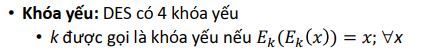 • Khóa yếu: DES có 4 khóa yếu
• k được gọi là khóa yếu nếu E_k(E_k(x)) = x; ∀x